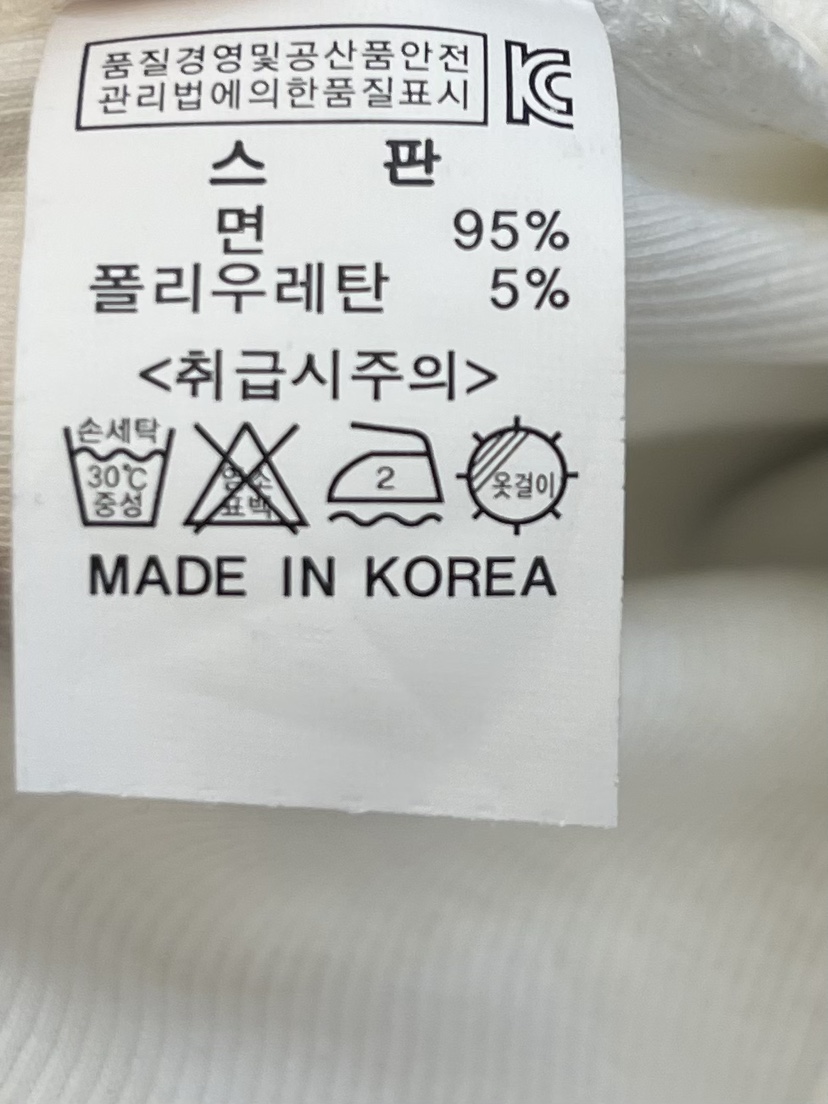 품질경영및공산품안전
관리법에의한품질표시
KC
스 판
면 95%
폴리우레탄 5%
<취급시주의>
손세탁
30℃
중성
염소
표백
2
옷걸이
MADE IN KOREA